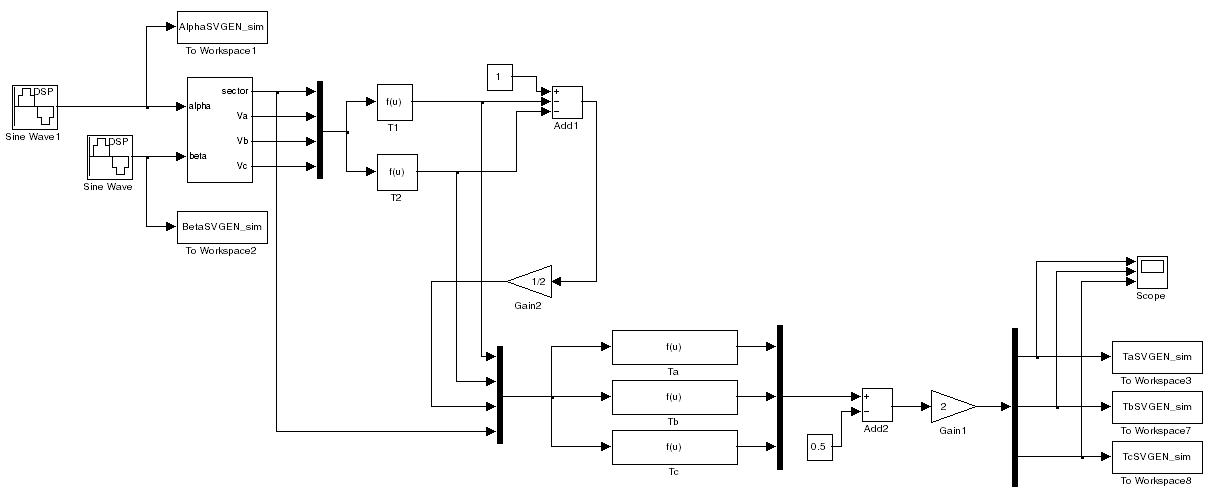 AlphaSVGEN_sim
To Workspace1
DSP
Sine Wave1
DSP
Sine Wave
alpha
beta
sector
Va
Vb
Vc
BetaSVGEN_sim
To Workspace2
f(u)
T1
f(u)
T2
1
+
−
−
Add1
1/2
Gain2
f(u)
Ta
f(u)
Tb
f(u)
Tc
0.5
+
−
Add2
2
Gain1
Scope
TaSVGEN_sim
To Workspace3
TbSVGEN_sim
To Workspace7
TcSVGEN_sim
To Workspace8